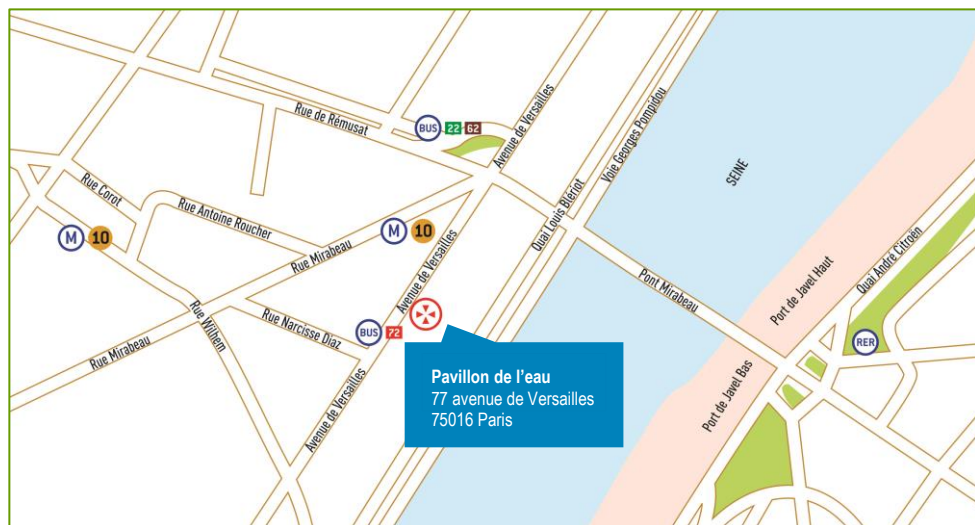 Rue de Rémusat
BUS 22 62
Avenue de Versailles
Voie Georges Pompidou
SEINE
Rue Corot
Rue Antoine Roucher
M 10
M 10
Rue Mirabeau
Quai Louis Blériot
Avenue de Versailles
Quai André Citroën
Port de Javel Haut
Pont Mirabeau
Rue Wilhem
Rue Narcisse Diaz
BUS 72
Rue Mirabeau
RER
Port de Javel Bas
Avenue de Versailles
Pavillon de l'eau
77 avenue de Versailles
75016 Paris